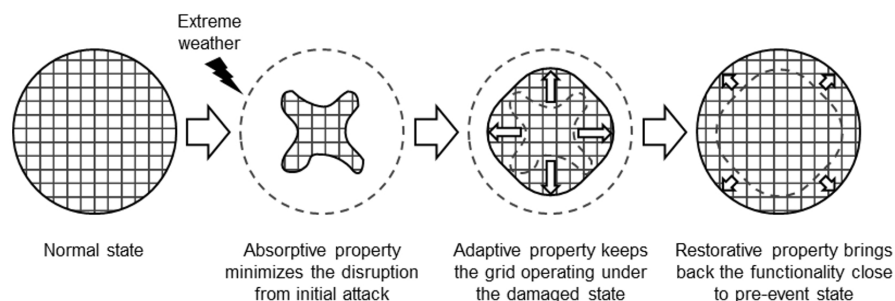 Extreme
weather
Normal state
Absorptive property
minimizes the disruption
from initial attack
Adaptive property keeps
the grid operating under
the damaged state
Restorative property brings
back the functionality close
to pre-event state